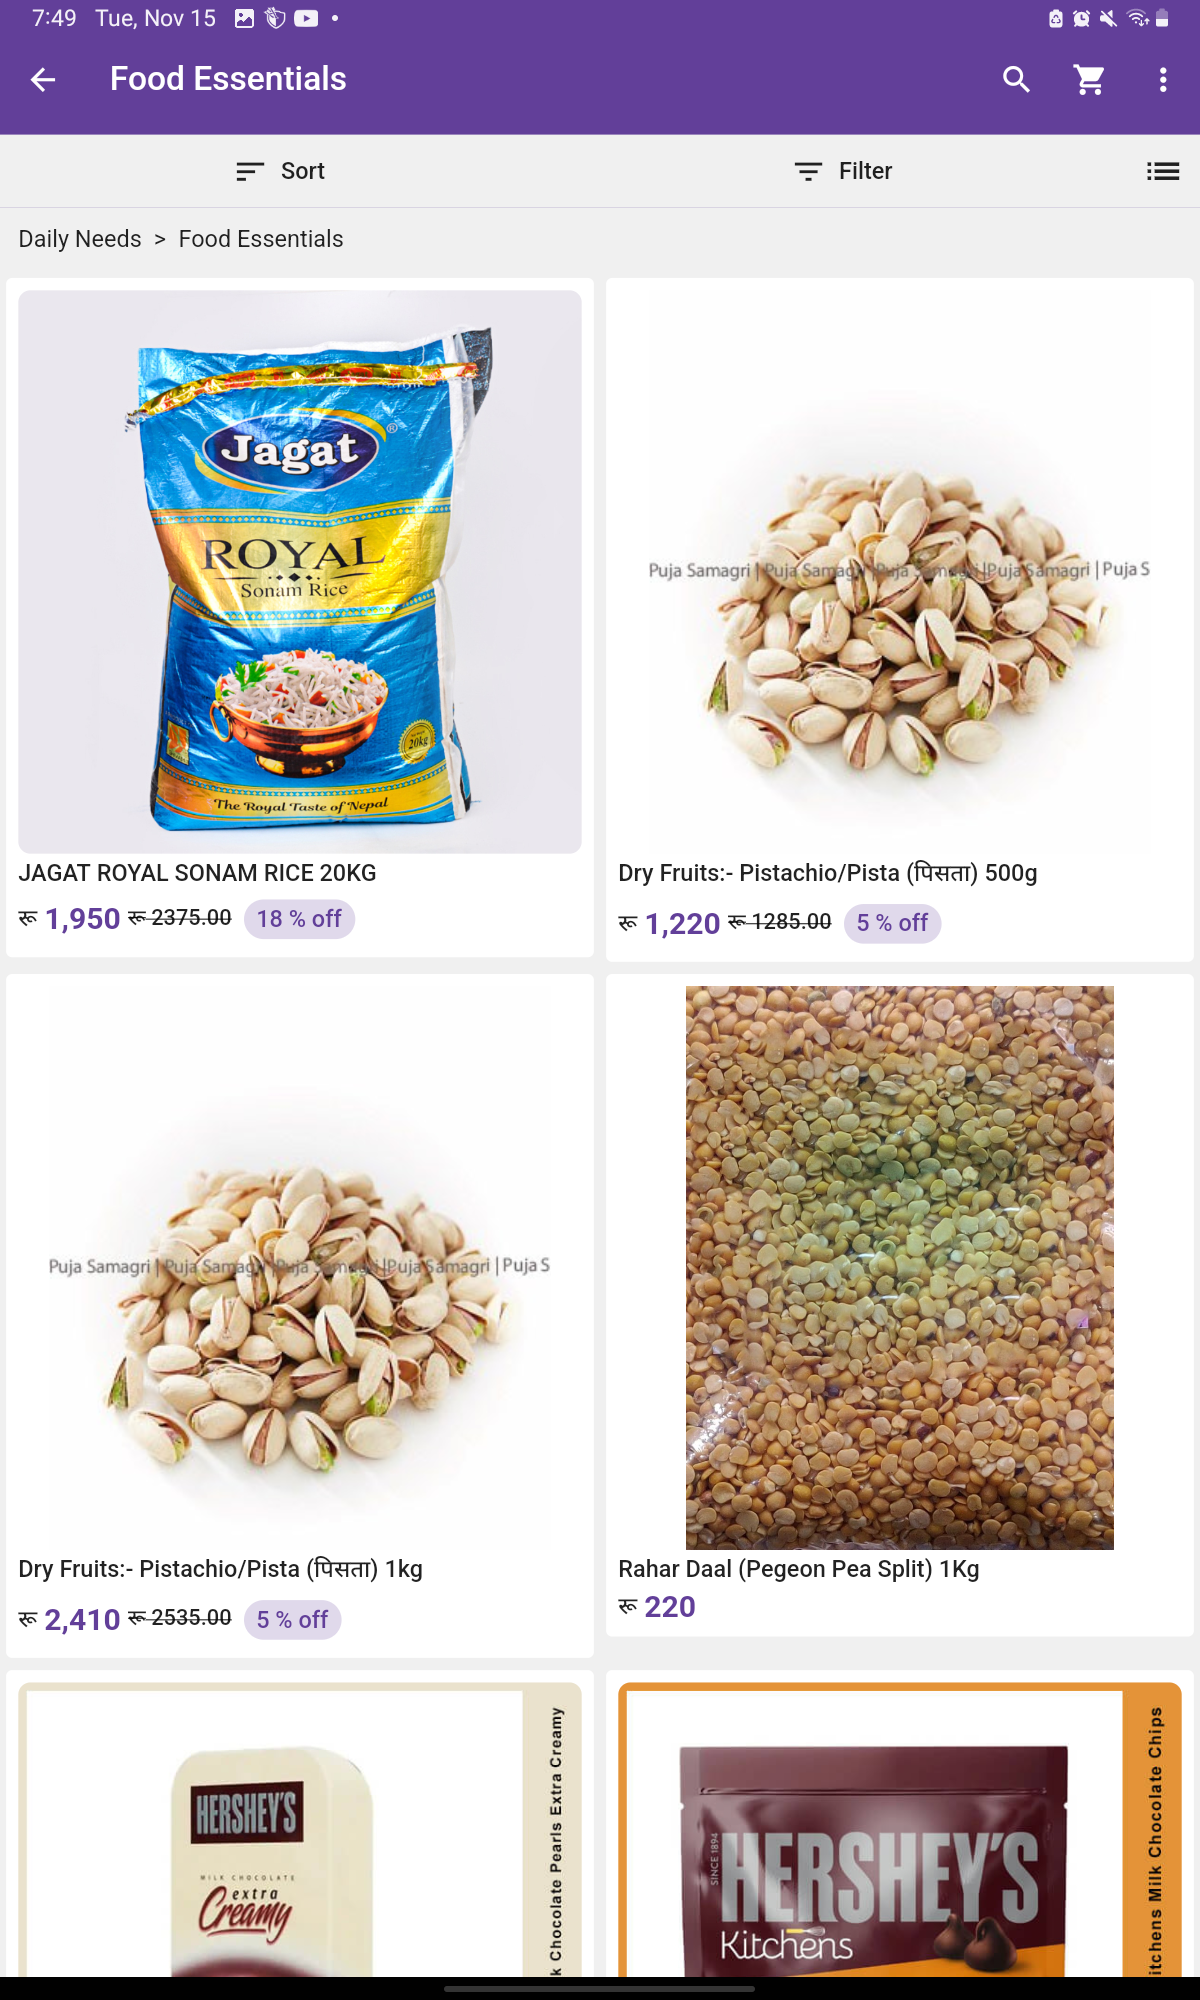 7:49 Tue, Nov 15
Food Essentials
Sort
Filter
Daily Needs > Food Essentials
Jagat
®
ROYAL
Sonam Rice
20kg
The Royal Taste of Nepal
JAGAT ROYAL SONAM RICE 20KG
रू 1,950 रू 2375.00 18 % off
Puja Samagri | Puja Samagri |Puja Samagri |Puja Samagri | Puja S
Dry Fruits:- Pistachio/Pista (पिसता) 500g
रू 1,220 रू 1285.00 5 % off
Puja Samagri | Puja Samagri |Puja Samagri |Puja Samagri | Puja S
Dry Fruits:- Pistachio/Pista (पिसता) 1kg
रू 2,410 रू 2535.00 5 % off
Rahar Daal (Pegeon Pea Split) 1Kg
रू 220
HERSHEY'S
MILK CHOCOLATE
extra
Creamy
k Chocolate Pearls Extra Creamy
SINCE 1894
HERSHEY'S
Kitchens
itchens Milk Chocolate Chips